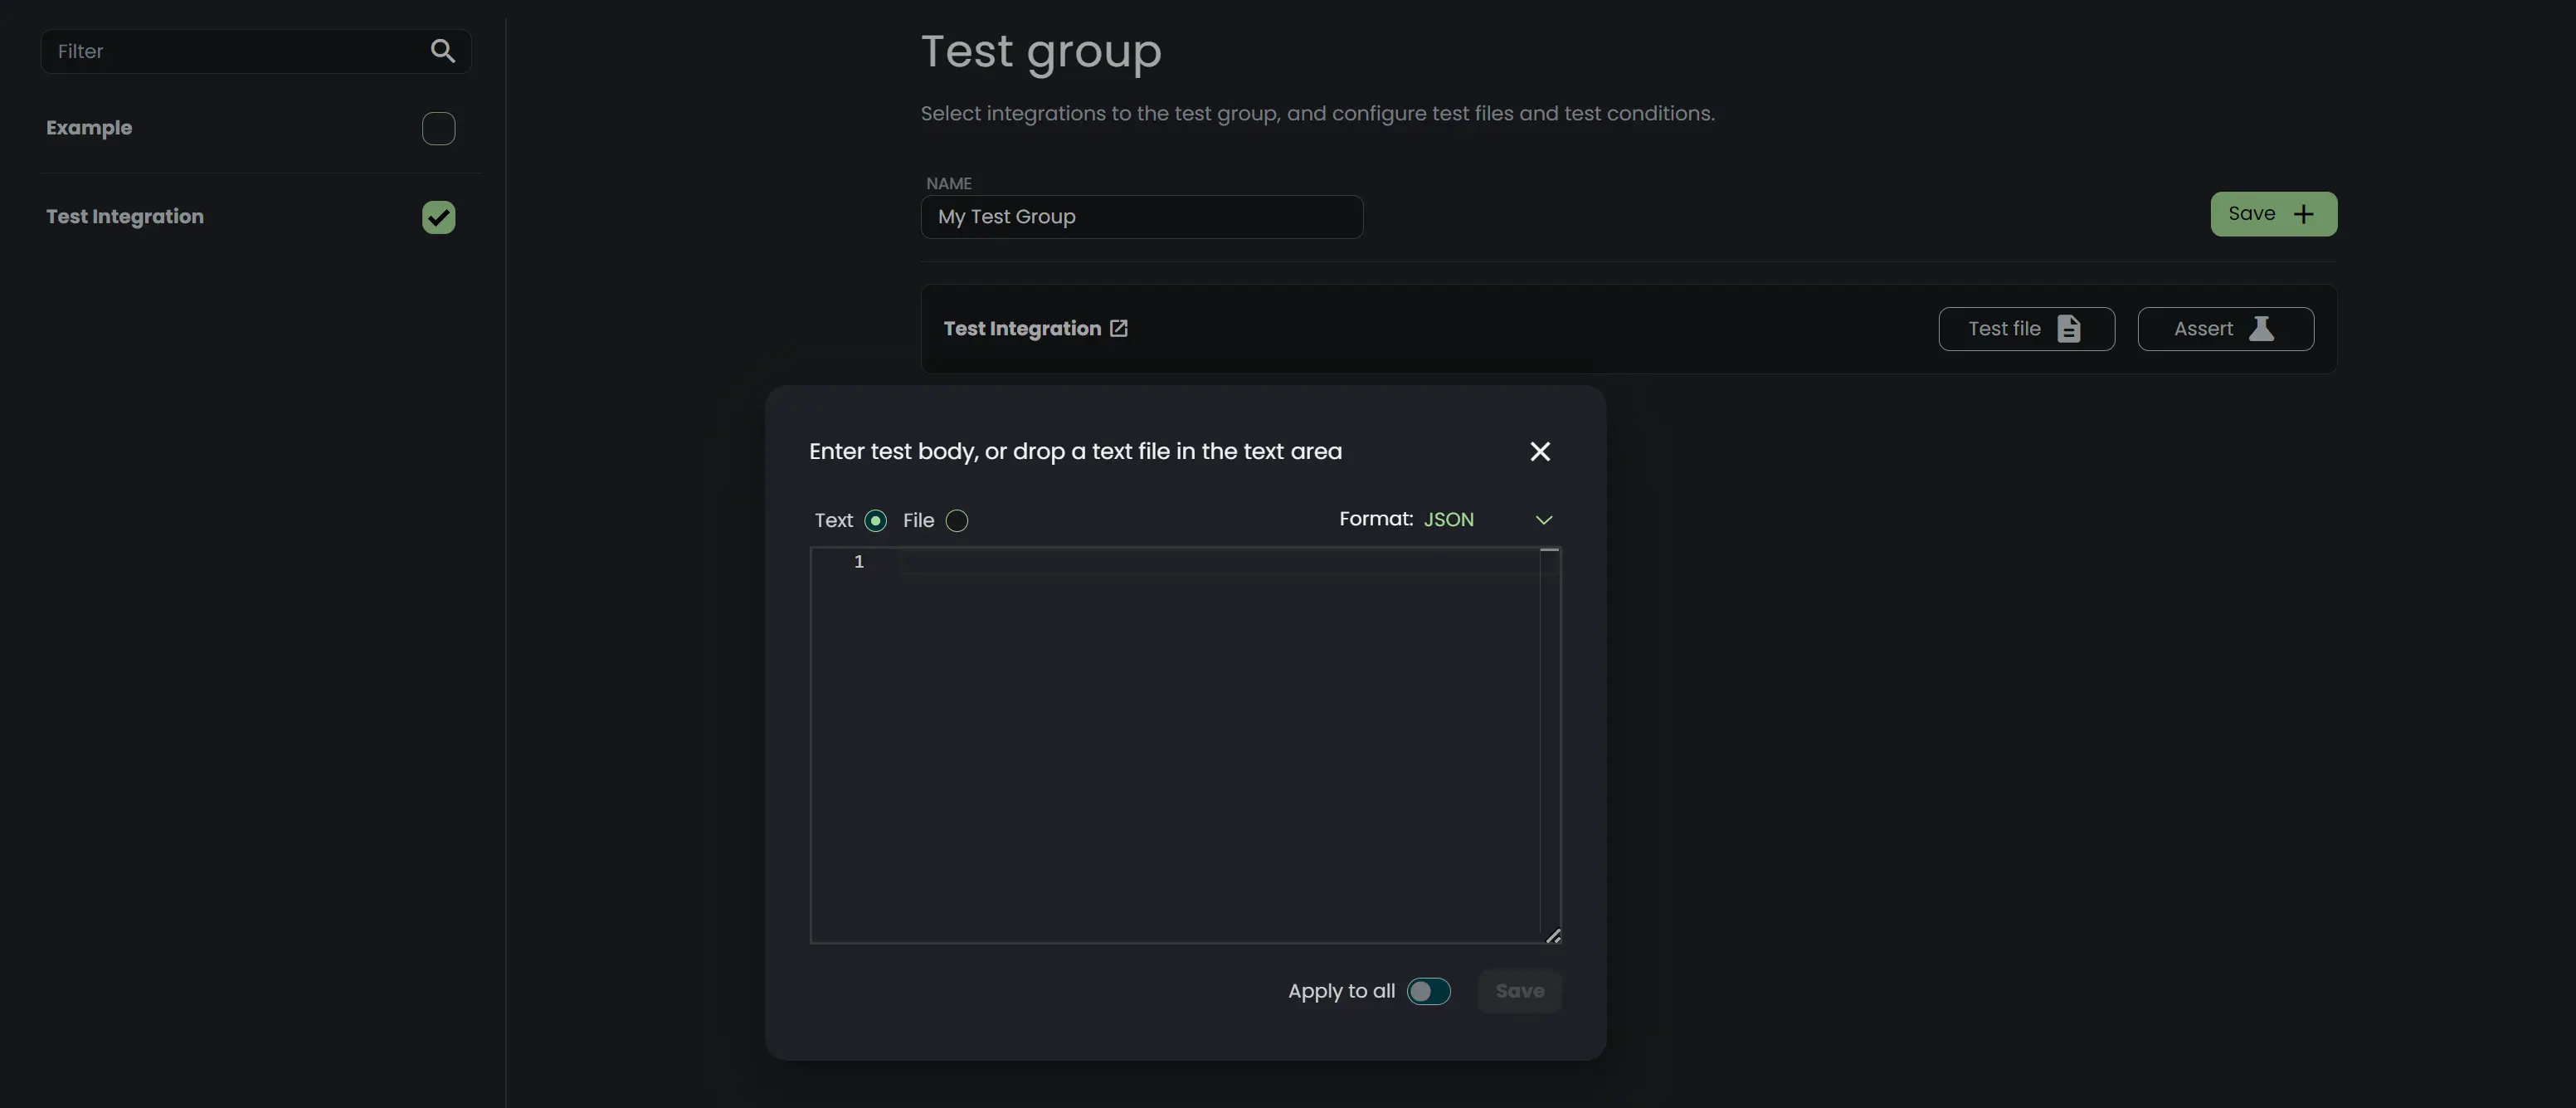 Filter
Example
Test Integration
Test group
Select integrations to the test group, and configure test files and test conditions.
NAME
My Test Group
Save
Test Integration
Test file
Assert
Enter test body, or drop a text file in the text area
Text
File
Format: JSON
1
Apply to all
Save